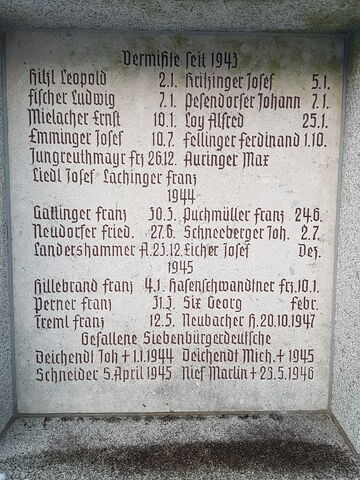 Vermißte seit 1943
Hitzl Leopold 2.1. Kritzinger Josef 5.1.
Fischer Ludwig 7.1. Pesendorfer Johann 7.1.
Mielacher Ernst 10.1. Loy Alfred 25.1.
Emminger Josef 10.7. Fellinger Ferdinand 1.10.
Jungreuthmayr Frz 26.12. Auringer Max
Liedl Josef Lachinger Franz
1944
Gattinger Franz 30.3. Puchmüller Franz 24.6.
Neudorfer Fried. 27.6. Schneeberger Joh. 2.7.
Landershammer A. 23.12. Eicher Josef Dez.
1945
Hillebrand Franz 4.1. Hasenschwandtner Frz. 10.1.
Perner Franz 31.3. Six Georg Febr.
Treml Franz 12.5. Neubacher H. 20.10.1947
Gefallene Siebenbürgerdeutsche
Deichendt Joh + 1.1.1944 Deichendt Mich. + 1945
Schneider S. April 1945 Nief Martin + 23.5.1946